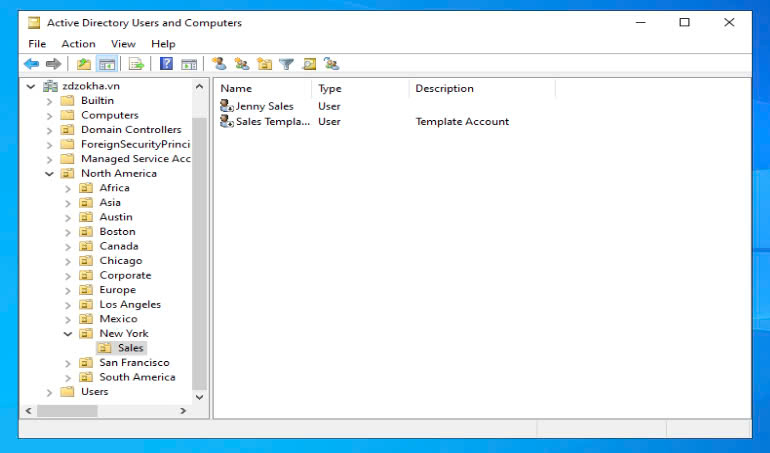 Active Directory Users and Computers
File Action View Help
zdzokha.vn
Builtin
Computers
Domain Controllers
ForeignSecurityPrinci
Managed Service Acc
North America
Africa
Asia
Austin
Boston
Canada
Chicago
Corporate
Europe
Los Angeles
Mexico
New York
Sales
San Francisco
South America
Users
Name Type Description
Jenny Sales User
Sales Templa... User Template Account